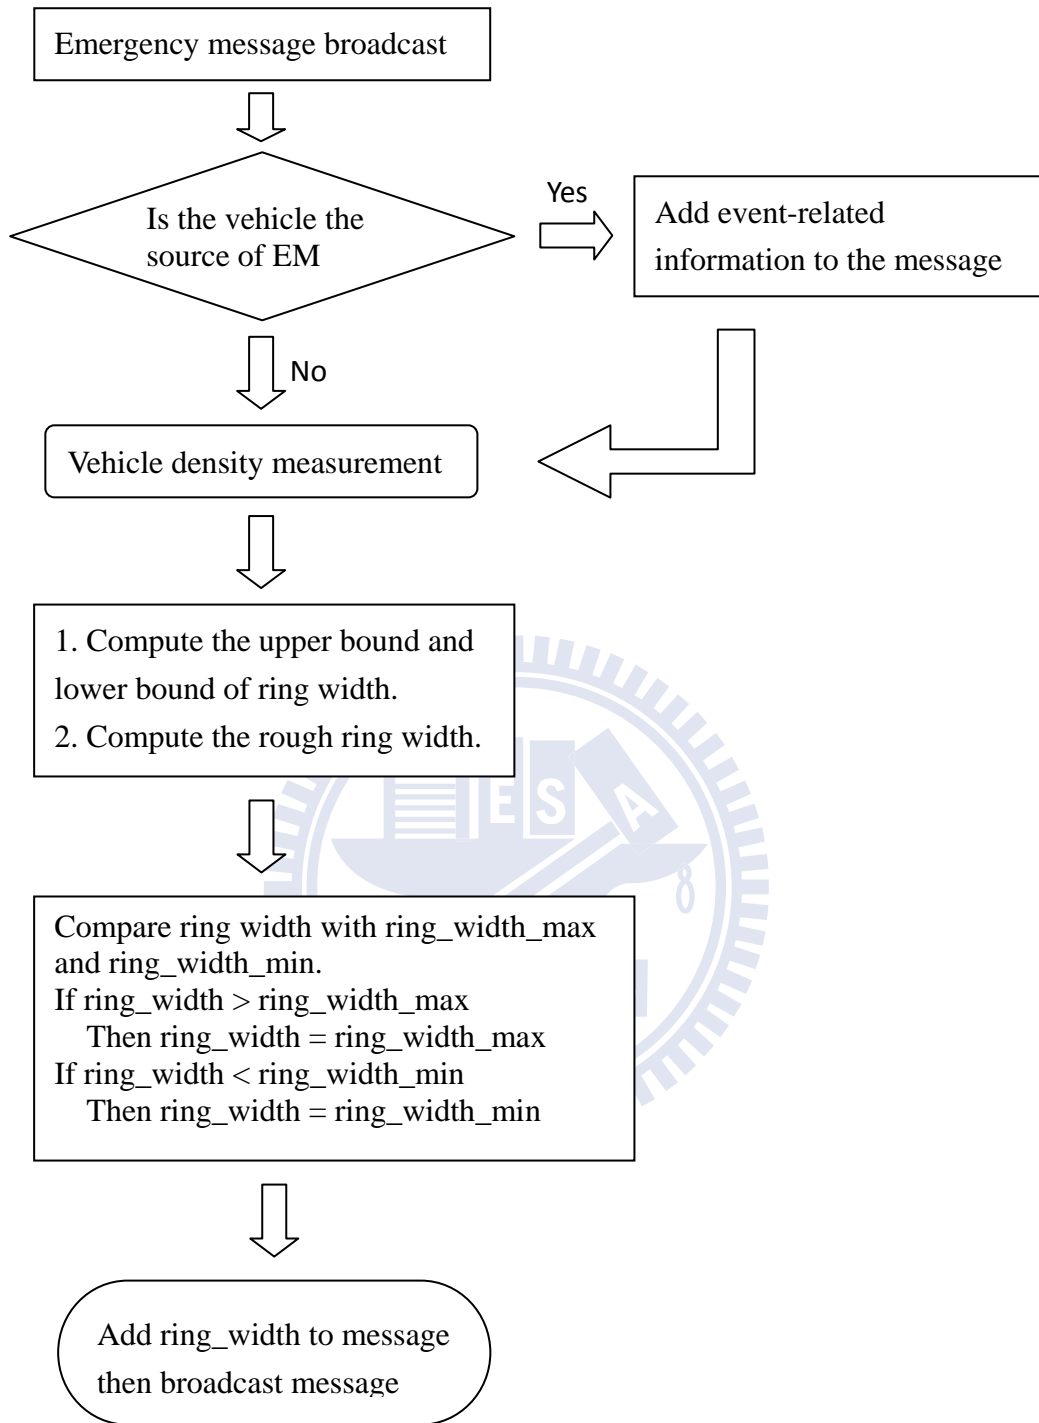 Emergency message broadcast
Is the vehicle the
source of EM
Yes
Add event-related
information to the message
No
Vehicle density measurement
1. Compute the upper bound and
lower bound of ring width.
2. Compute the rough ring width.
E S A
Compare ring width with ring_width_max
and ring_width_min.
If ring_width > ring_width_max
Then ring_width = ring_width_max
If ring_width < ring_width_min
Then ring_width = ring_width_min
8
Add ring_width to message
then broadcast message